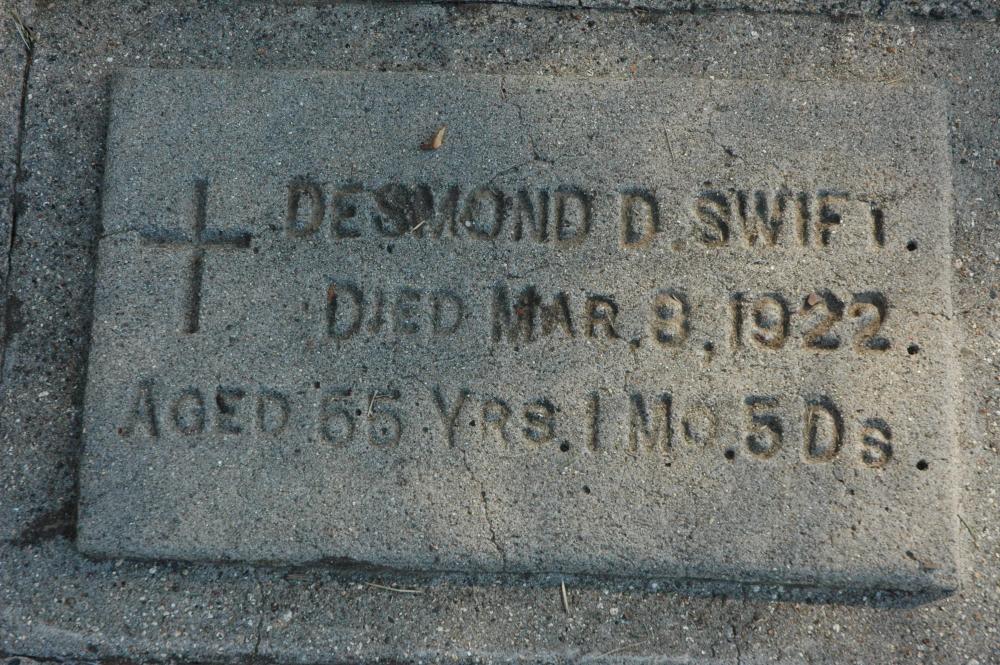 DESMOND D. SWIFT.
DIED MAR. 8, 1922.
AGED 55 YRS. 1 MO. 5 DS.